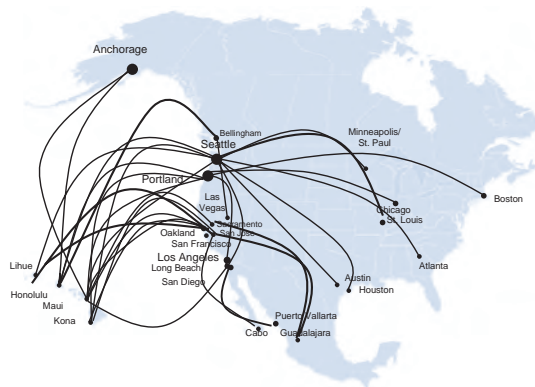 Anchorage
Bellingham
Seattle
Minneapolis/
St. Paul
Portland
Boston
Las
Vegas
Chicago
St. Louis
Sacramento
Oakland
San Jose
San Francisco
Los Angeles
Atlanta
Lihue
Long Beach
San Diego
Austin
Houston
Honolulu
Maui
Kona
Puerto Vallarta
Cabo
Guadalajara